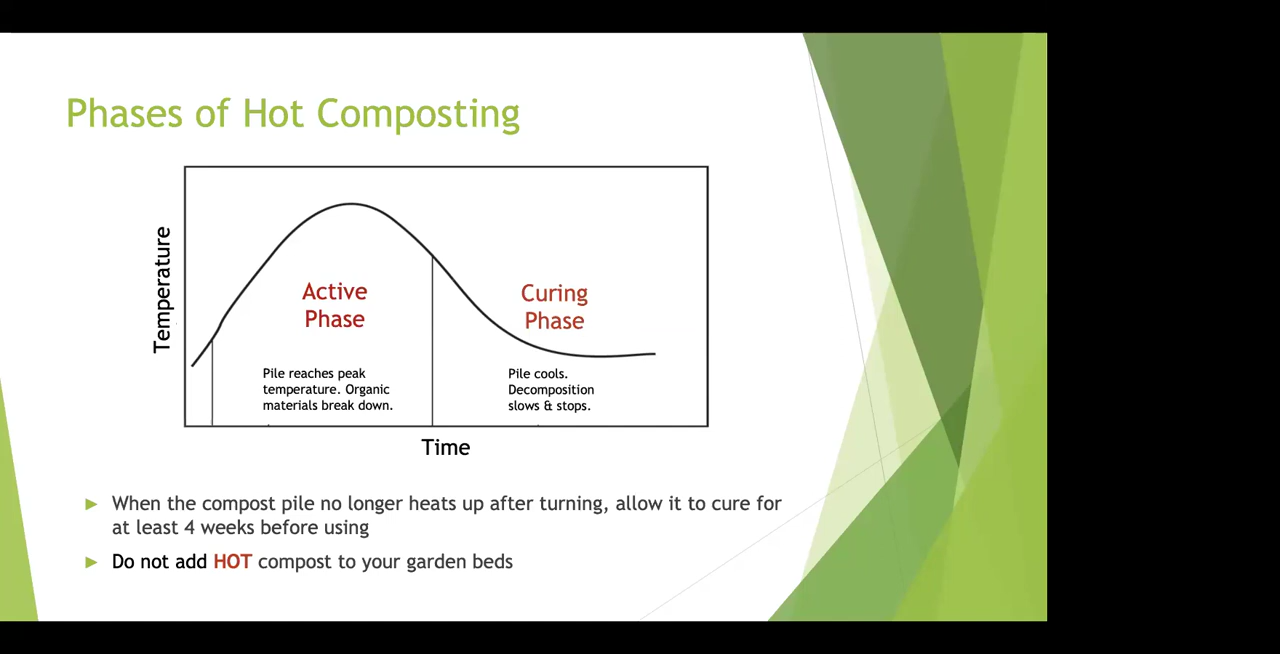 Phases of Hot Composting
Temperature
Active
Phase
Pile reaches peak
temperature. Organic
materials break down.
Curing
Phase
Pile cools.
Decomposition
slows & stops.
Time
When the compost pile no longer heats up after turning, allow it to cure for
at least 4 weeks before using
Do not add HOT compost to your garden beds